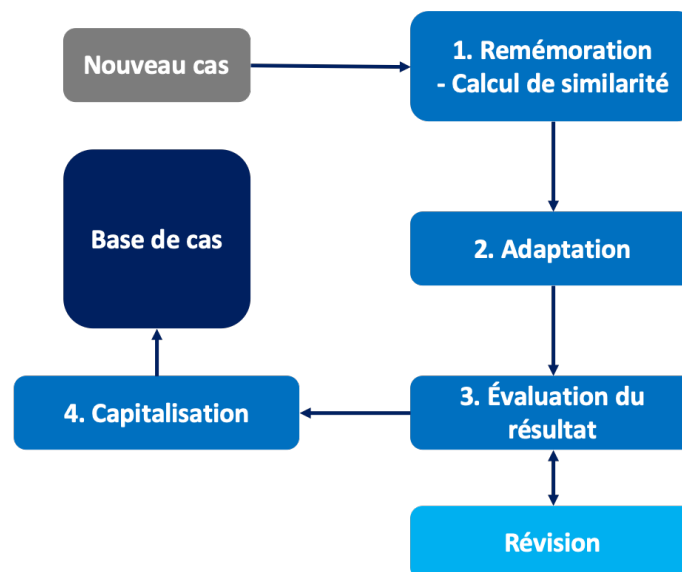 Nouveau cas
1. Remémoration
- Calcul de similarité
Base de cas
2. Adaptation
4. Capitalisation
3. Évaluation du
résultat
Révision